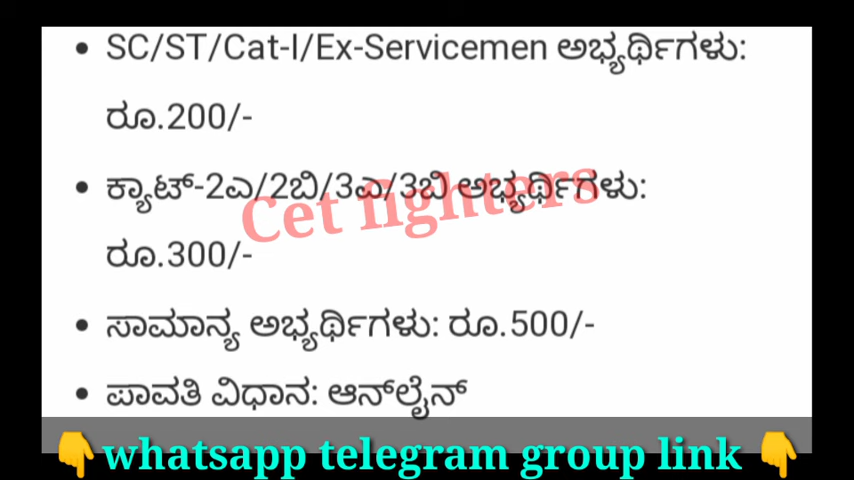 • SC/ST/Cat-I/Ex-Servicemen ಅಭ್ಯರ್ಥಿಗಳು:
ರೂ.200/-
• ಕ್ಯಾಟ್-2ಎ/2ಬಿ/3ಎ/3ಬಿ ಅಭ್ಯರ್ಥಿಗಳು:
Cet fighters
ರೂ.300/-
• ಸಾಮಾನ್ಯ ಅಭ್ಯರ್ಥಿಗಳು: ರೂ.500/-
• ಪಾವತಿ ವಿಧಾನ: ಆನ್‌ಲೈನ್
👇whatsapp telegram group link 👇